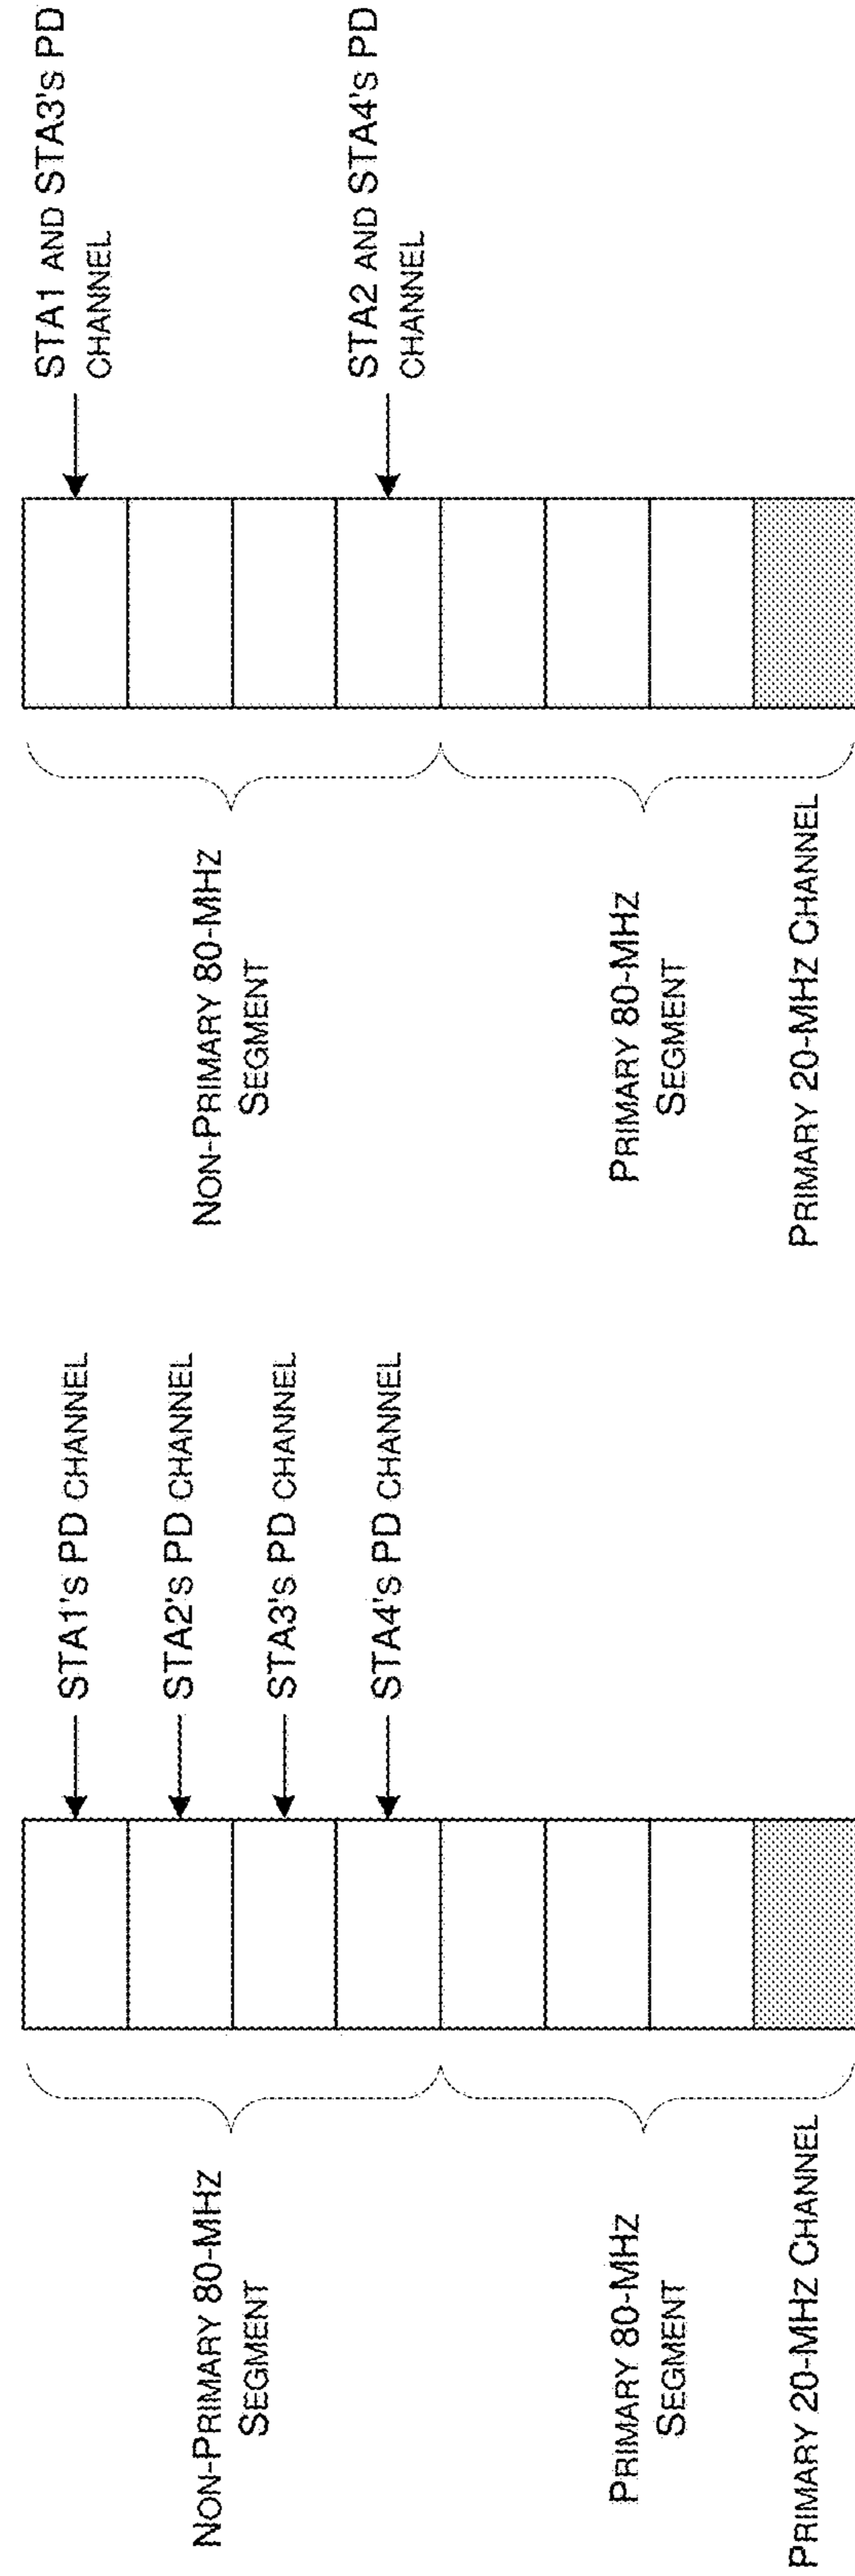 NON-PRIMARY 80-MHZ
SEGMENT
PRIMARY 80-MHZ
SEGMENT
PRIMARY 20-MHZ CHANNEL
STA1'S PD CHANNEL
STA2'S PD CHANNEL
STA3'S PD CHANNEL
STA4'S PD CHANNEL
NON-PRIMARY 80-MHZ
SEGMENT
PRIMARY 80-MHZ
SEGMENT
PRIMARY 20-MHZ CHANNEL
STA1 AND STA3'S PD
CHANNEL
STA2 AND STA4'S PD
CHANNEL